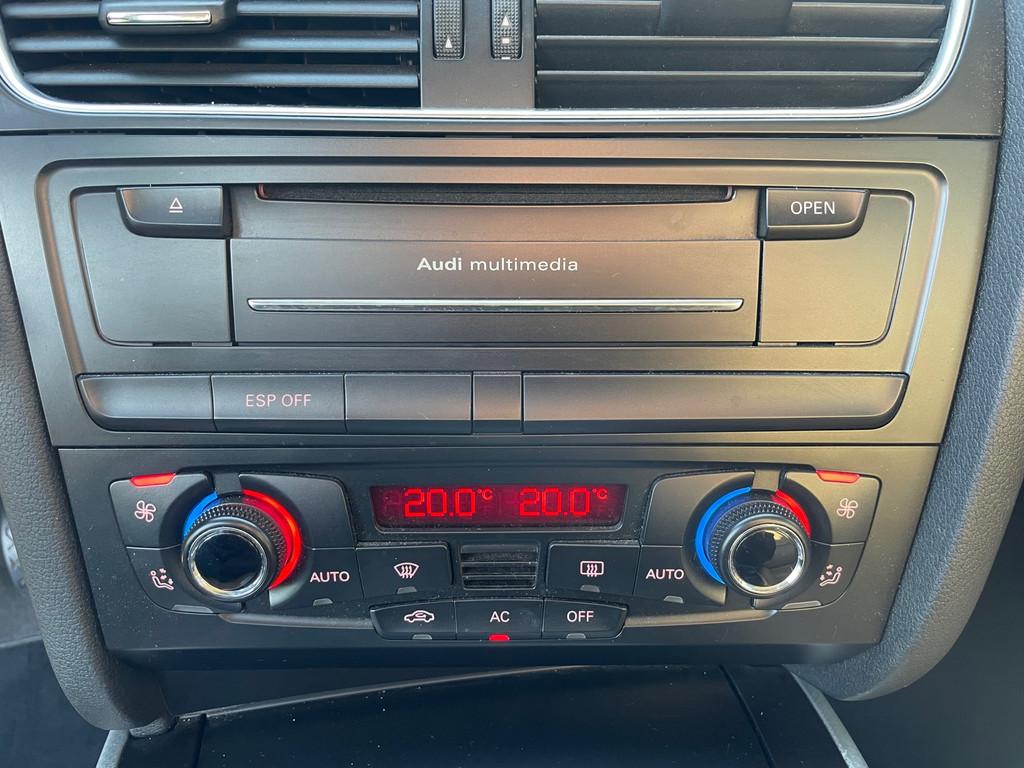 OPEN
Audi multimedia
ESP OFF
20.0°C 20.0°C
AUTO
AUTO
AC
OFF